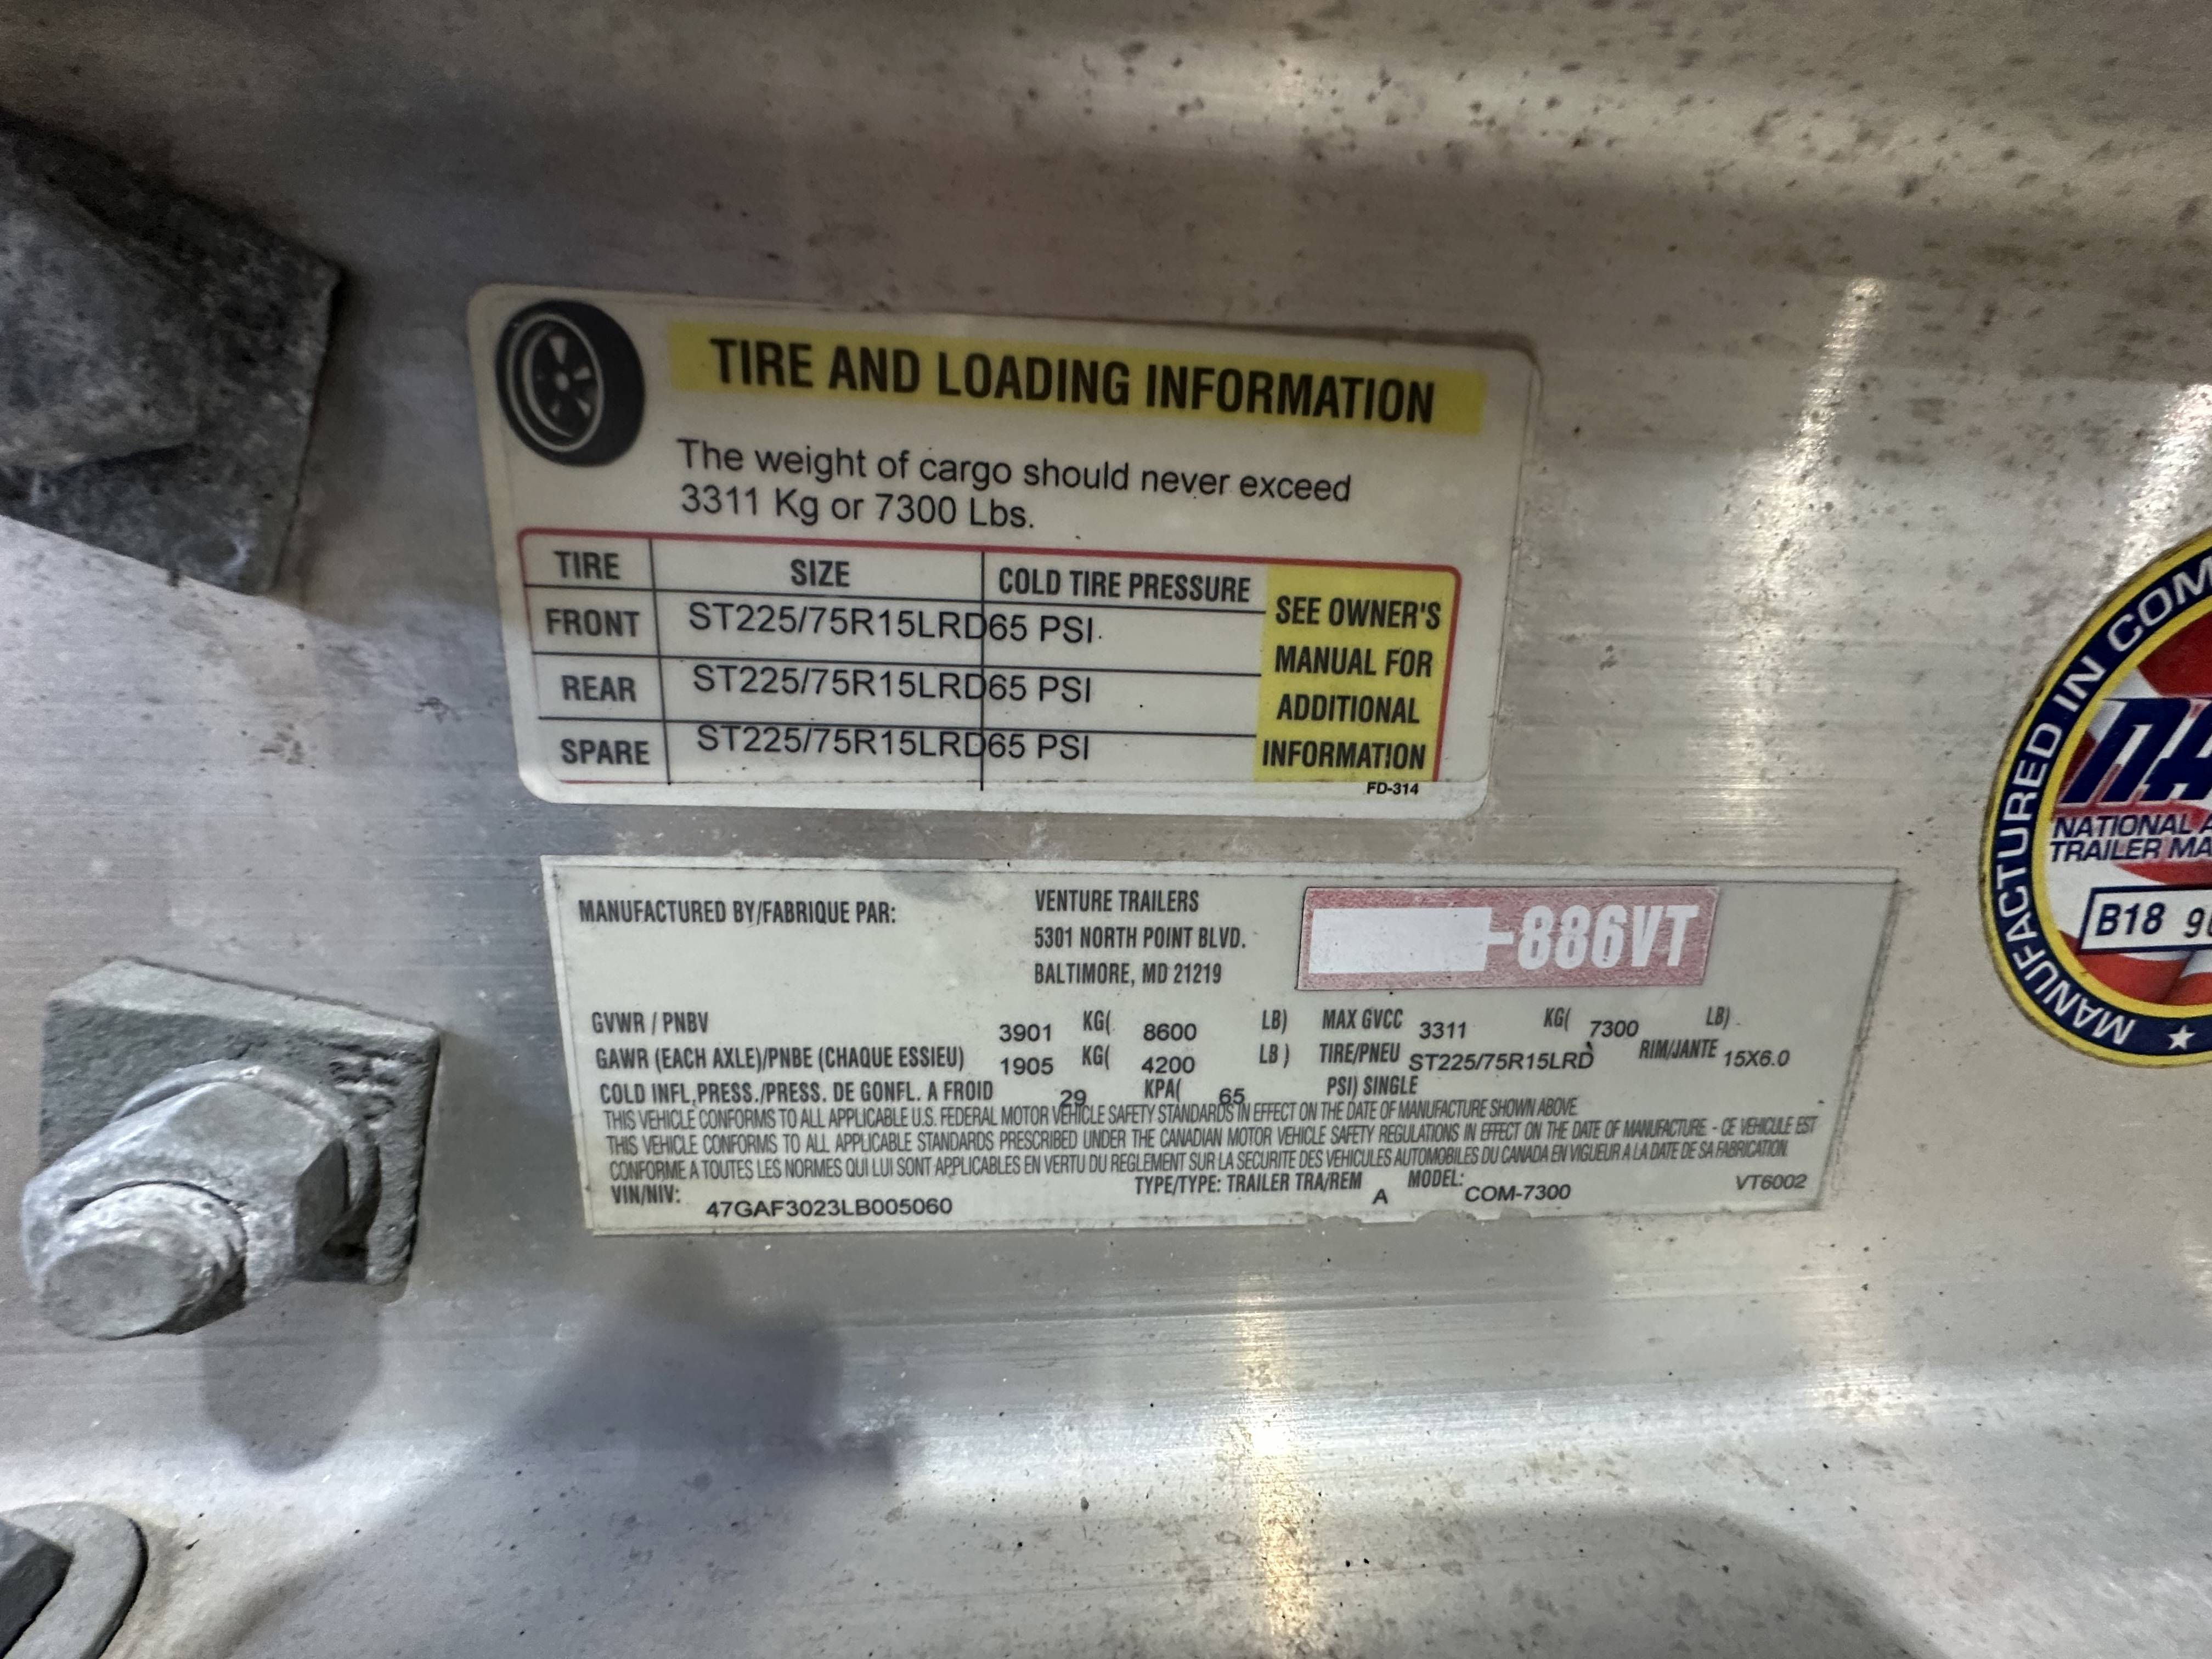 TIRE AND LOADING INFORMATION
The weight of cargo should never exceed
3311 Kg or 7300 Lbs.
TIRE SIZE COLD TIRE PRESSURE
FRONT ST225/75R15LRD 65 PSI
REAR ST225/75R15LRD 65 PSI
SPARE ST225/75R15LRD 65 PSI
SEE OWNER'S
MANUAL FOR
ADDITIONAL
INFORMATION
FD-314
MANUFACTURED BY/FABRIQUE PAR: VENTURE TRAILERS
5301 NORTH POINT BLVD.
BALTIMORE, MD 21219
-886VT
GVWR / PNBV 3901 KG( 8600 LB) MAX GVCC 3311 KG( 7300 LB)
GAWR (EACH AXLE)/PNBE (CHAQUE ESSIEU) 1905 KG( 4200 LB) TIRE/PNEU ST225/75R15LRD RIM/JANTE 15X6.0
COLD INFL,PRESS./PRESS. DE GONFL. A FROID 29 KPA( 65 PSI) SINGLE
THIS VEHICLE CONFORMS TO ALL APPLICABLE U.S. FEDERAL MOTOR VEHICLE SAFETY STANDARDS IN EFFECT ON THE DATE OF MANUFACTURE SHOWN ABOVE.
THIS VEHICLE CONFORMS TO ALL APPLICABLE STANDARDS PRESCRIBED UNDER THE CANADIAN MOTOR VEHICLE SAFETY REGULATIONS IN EFFECT ON THE DATE OF MANUFACTURE. - CE VEHICULE EST
CONFORME A TOUTES LES NORMES QUI LUI SONT APPLICABLES EN VERTU DU REGLEMENT SUR LA SECURITE DES VEHICULES AUTOMOBILES DU CANADA EN VIGUEUR A LA DATE DE SA FABRICATION.
VIN/NIV: 47GAF3023LB005060 TYPE/TYPE: TRAILER TRA/REM A MODEL: COM-7300 VT6002
MANUFACTURED IN COM
NA
NATIONAL A
TRAILER MA
B18 90